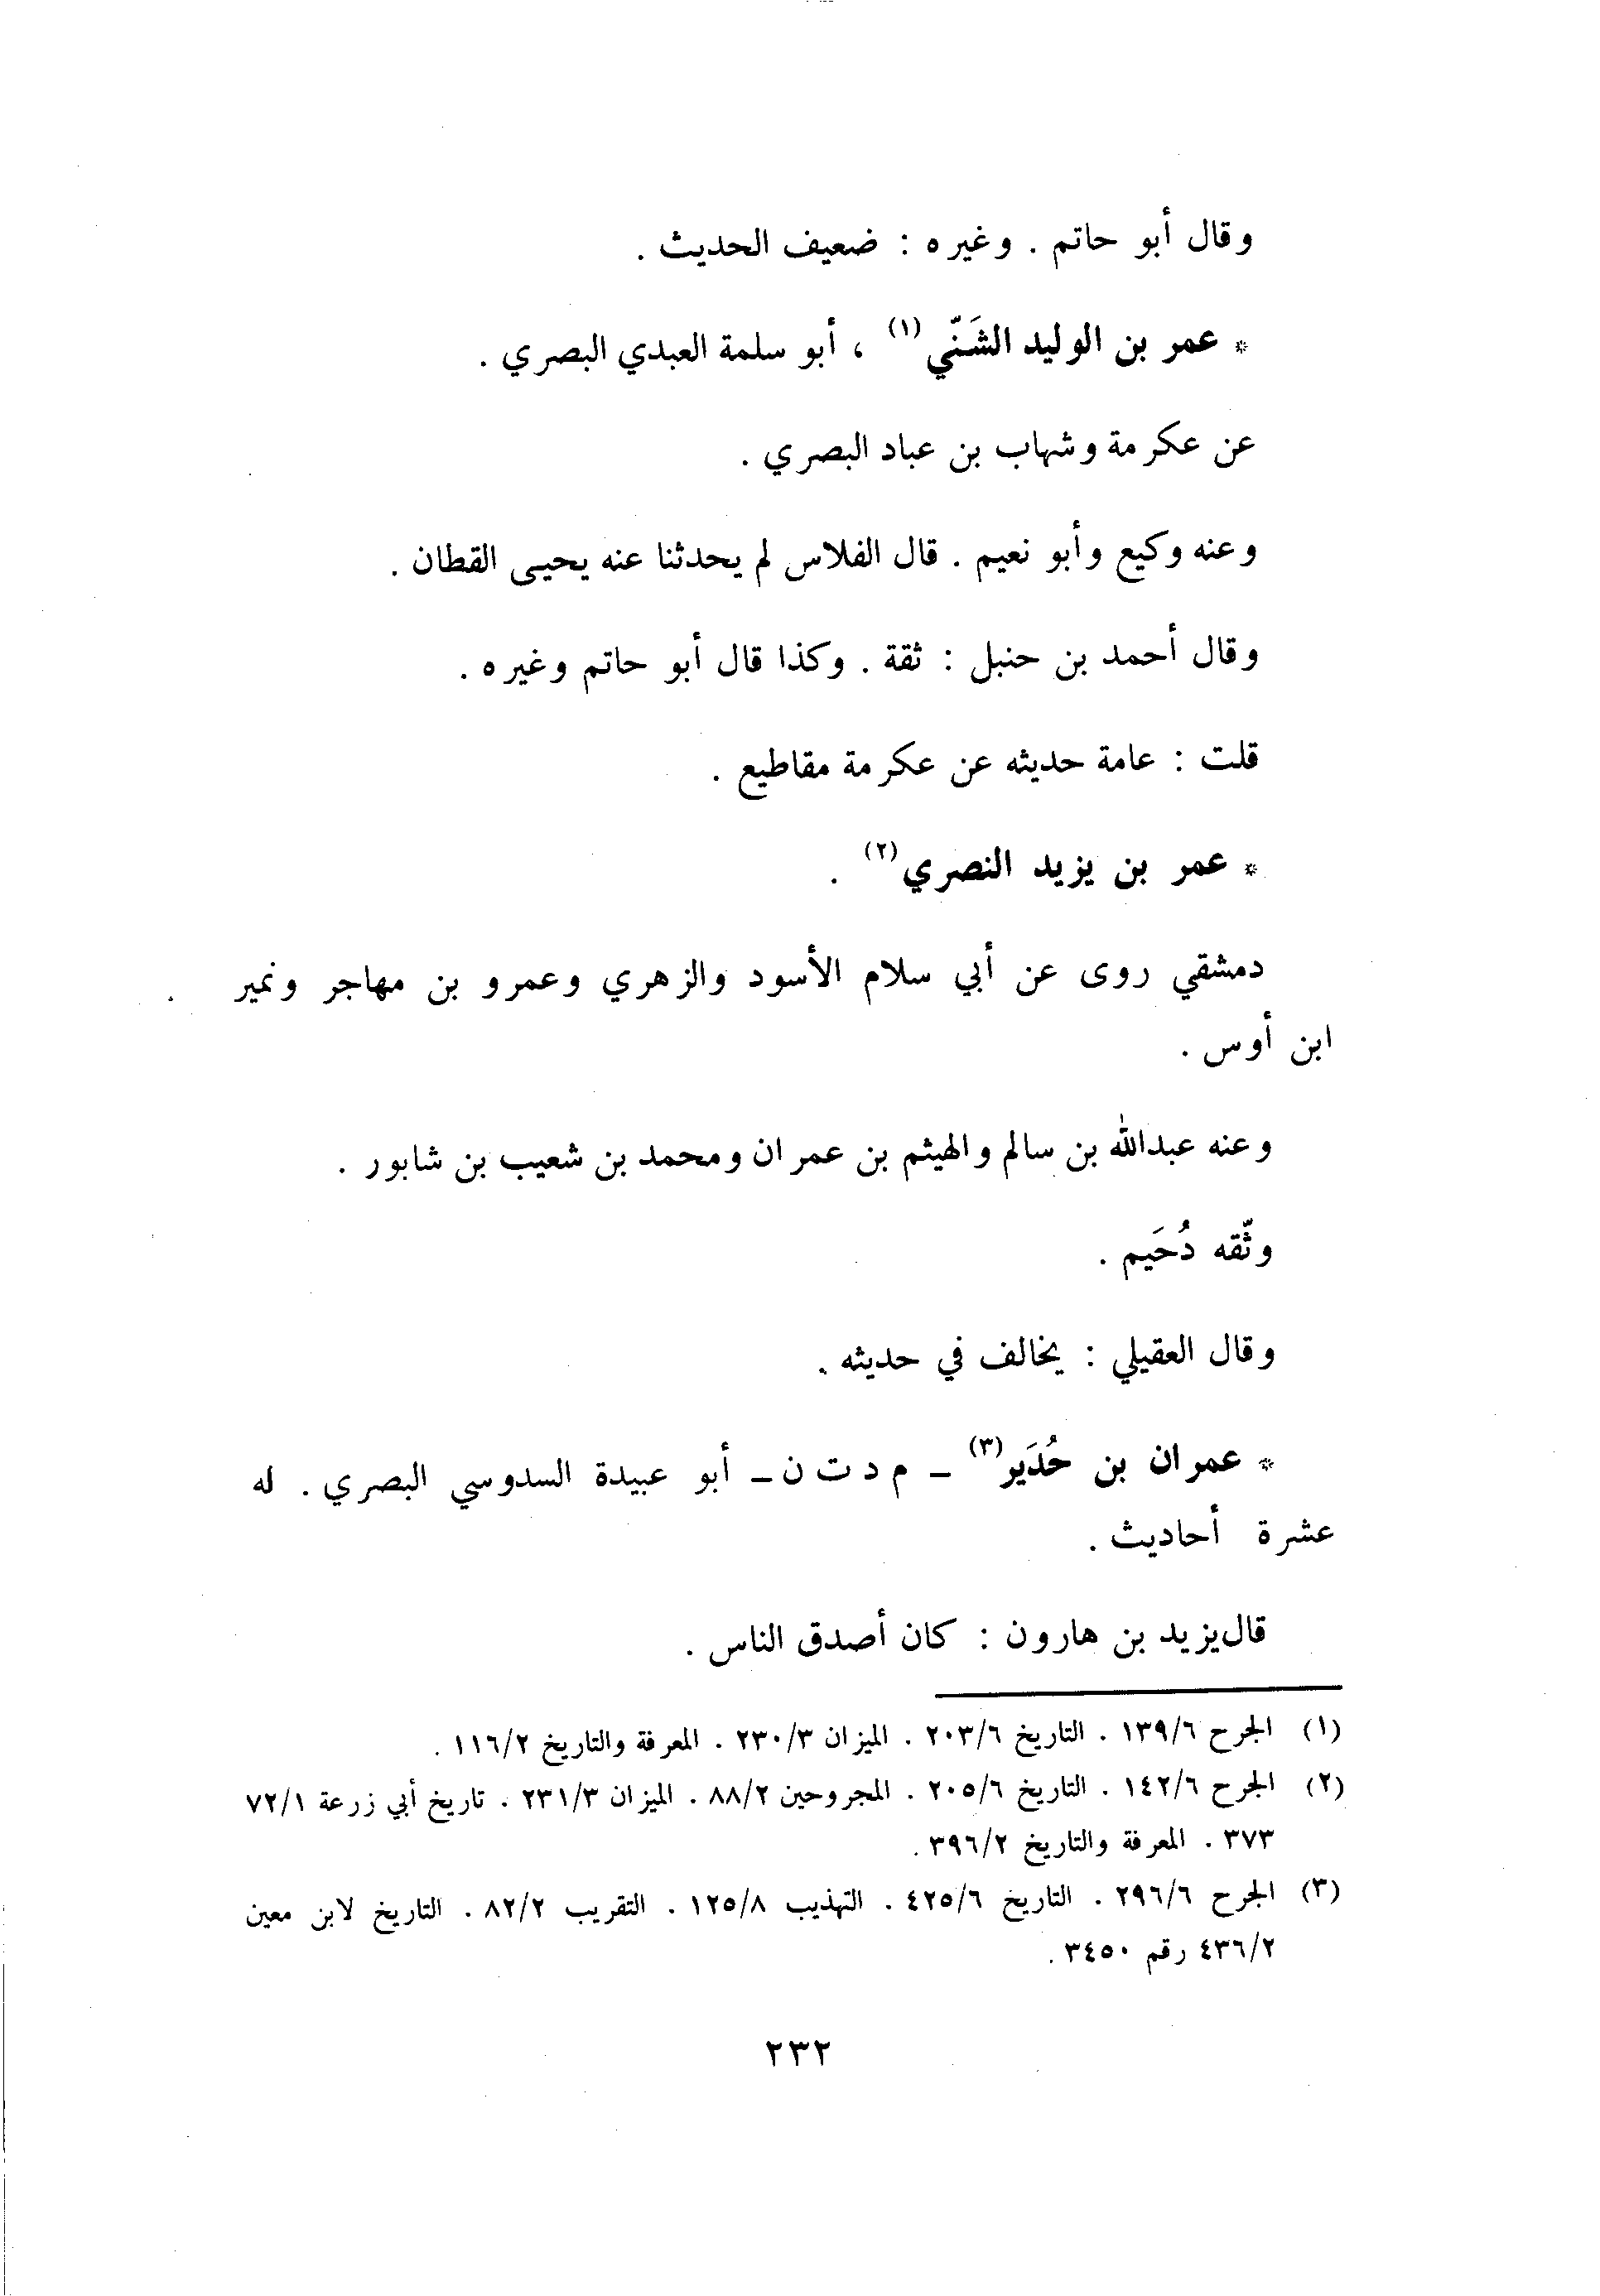 وقال أبو حاتم . وغيره : ضعيف الحديث .
* عمر بن الوليد الشَنّي(١) ، أبو سلمة العبدي البصري .
عن عكرمة وشهاب بن عباد البصري .
وعنه وكيع وأبو نعيم . قال الفلاس لم يحدثنا عنه يحيى القطان .
وقال أحمد بن حنبل : ثقة . وكذا قال أبو حاتم وغيره .
قلت : عامة حديثه عن عكرمة مقاطيع .
* عمر بن يزيد النصري(٢) .
دمشقي روى عن أبي سلام الأسود والزهري وعمرو بن مهاجر ونمير
ابن أوس .
وعنه عبدالله بن سالم والهيثم بن عمران ومحمد بن شعيب بن شابور .
وثّقه دُحَيم .
وقال العقيلي : يخالف في حديثه .
* عمران بن حُدَير(٣) ـ م د ت ن ـ أبو عبيدة السدوسي البصري . له
عشرة أحاديث .
قال يزيد بن هارون : كان أصدق الناس .
(١) الجرح ١٣٩/٦ . التاريخ ٢٠٣/٦ . الميزان ٢٣٠/٣ . المعرفة والتاريخ ١١٦/٢ .
(٢) الجرح ١٤٢/٦ . التاريخ ٢٠٥/٦ . المجروحين ٨٨/٢ . الميزان ٢٣١/٣ . تاريخ أبي زرعة ٧٢/١
٣٧٣ . المعرفة والتاريخ ٣٩٦/٢ .
(٣) الجرح ٢٩٦/٦ . التاريخ ٤٢٥/٦ . التهذيب ١٢٥/٨ . التقريب ٨٢/٢ . التاريخ لابن معين
٤٣٦/٢ رقم ٣٤٥٠ .
٢٣٢